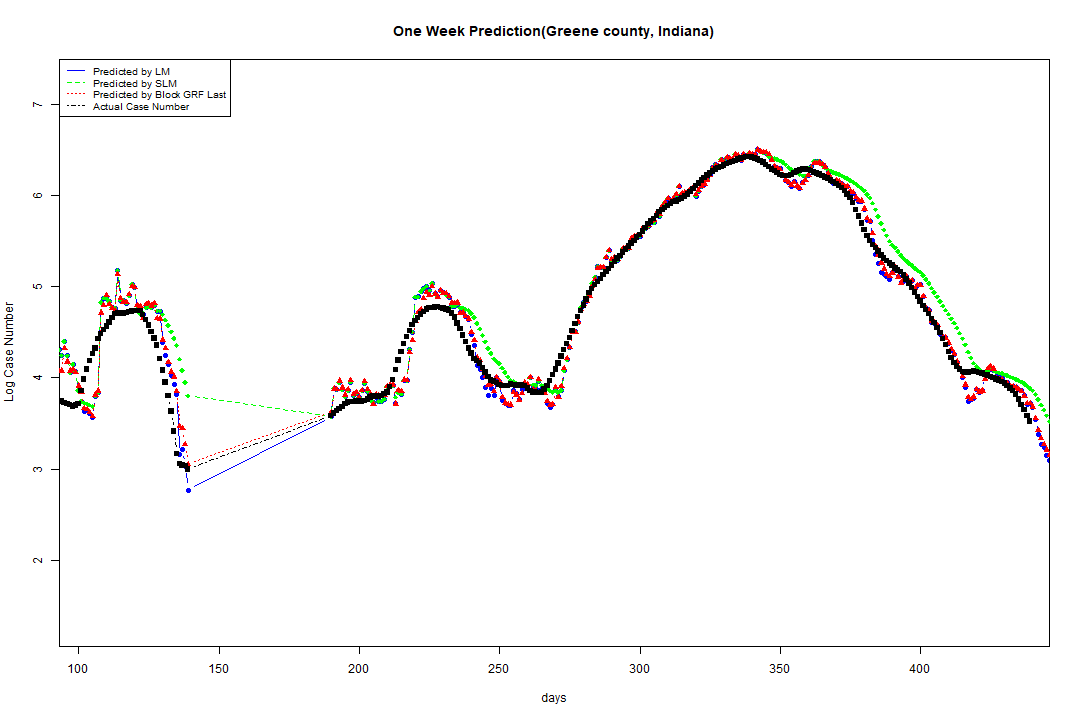 One Week Prediction(Greene county, Indiana)
Predicted by LM
Predicted by SLM
Predicted by Block GRF Last
Actual Case Number
7
6
5
4
3
2
Log Case Number
100 150 200 250 300 350 400
days